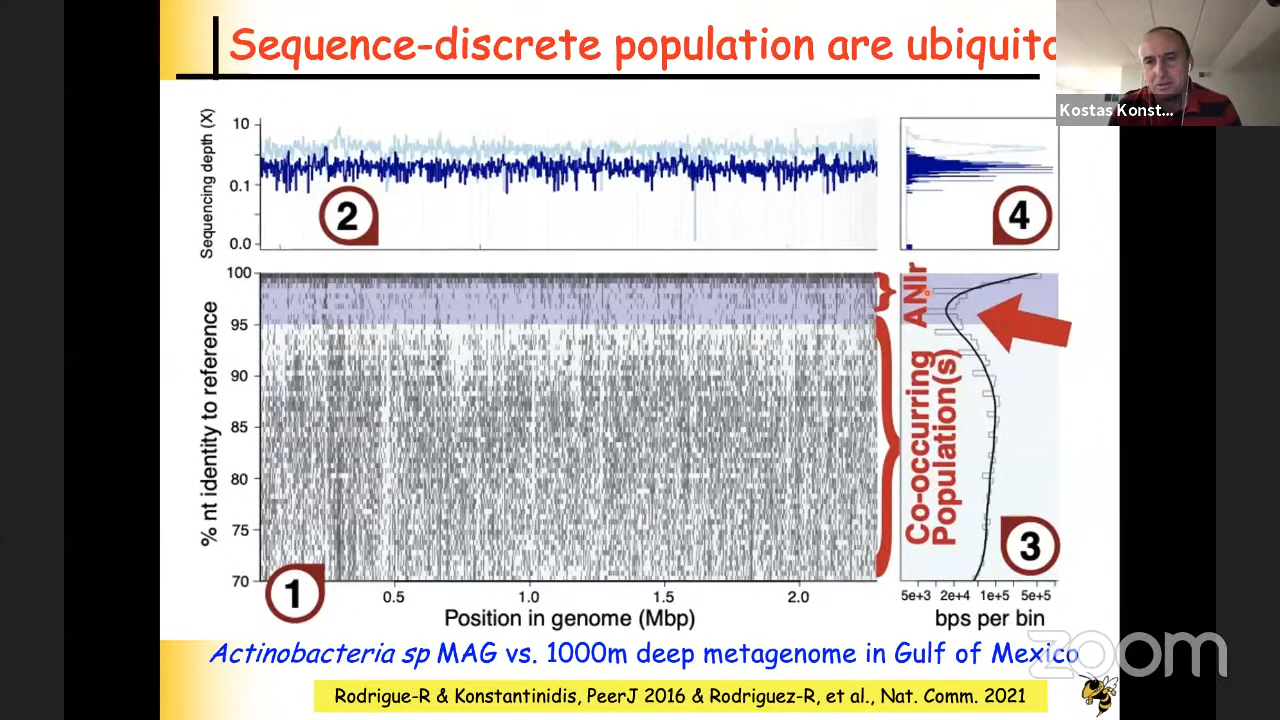 Sequence-discrete population are ubiquito
Kostas Konst...
Sequencing depth (X)
10
0.1
0.0
2
4
% nt identity to reference
100
95
90
85
80
75
70
ANIr
Co-occurring
Population(s)
1
3
0.5
1.0
1.5
2.0
Position in genome (Mbp)
5e+3
2e+4
1e+5
5e+5
bps per bin
Actinobacteria sp MAG vs. 1000m deep metagenome in Gulf of Mexico
zoom
Rodrigue-R & Konstantinidis, PeerJ 2016 & Rodriguez-R, et al., Nat. Comm. 2021